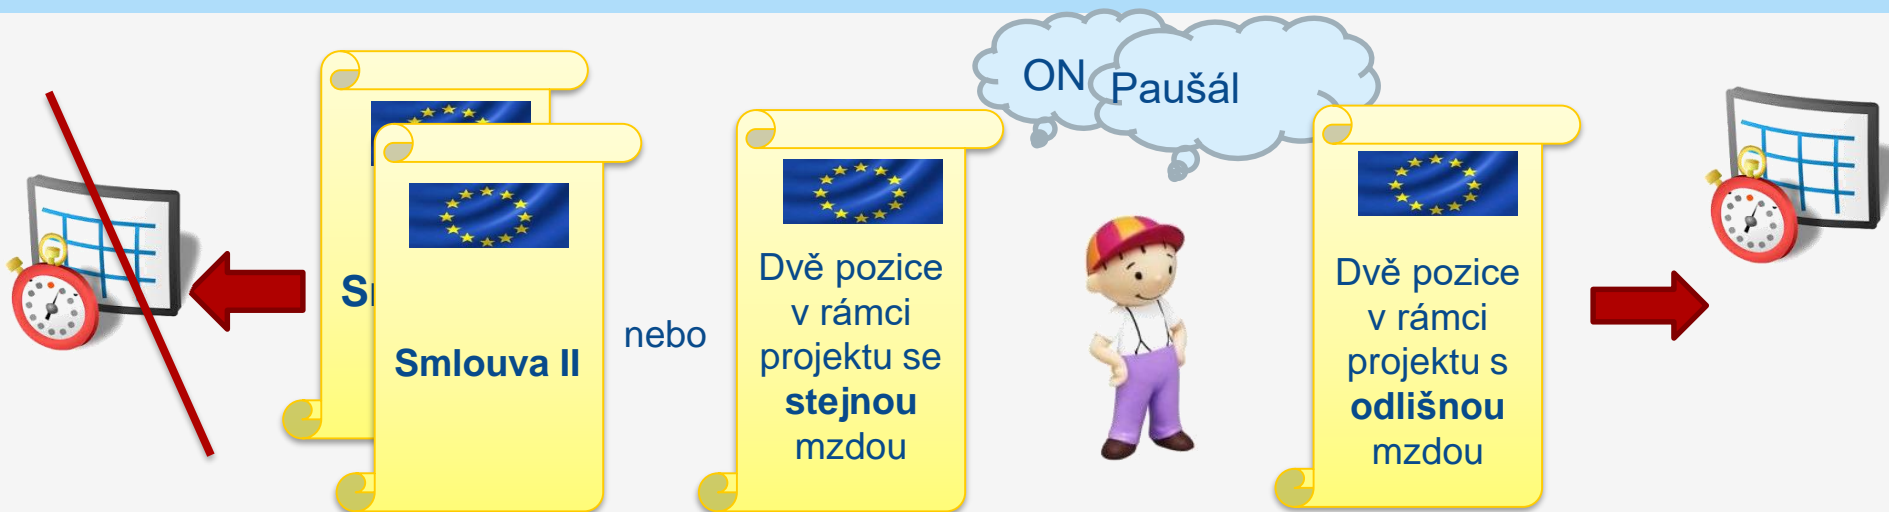 ON
Paušál
Smlouva II
nebo
Dvě pozice
v rámci
projektu se
stejnou
mzdou
Dvě pozice
v rámci
projektu s
odlišnou
mzdou